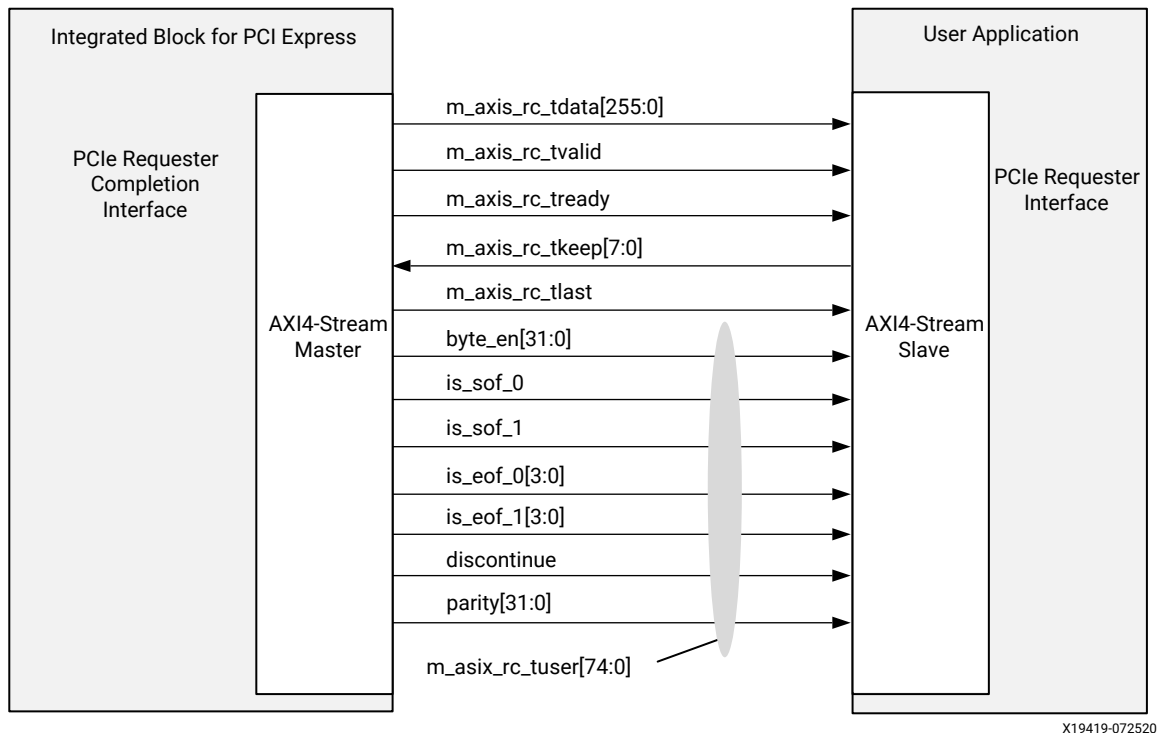 Integrated Block for PCI Express
User Application
PCIe Requester
Completion
Interface
AXI4-Stream
Master
m_axis_rc_tdata[255:0]
m_axis_rc_tvalid
m_axis_rc_tready
m_axis_rc_tkeep[7:0]
m_axis_rc_tlast
byte_en[31:0]
is_sof_0
is_sof_1
is_eof_0[3:0]
is_eof_1[3:0]
discontinue
parity[31:0]
m_asix_rc_tuser[74:0]
AXI4-Stream
Slave
PCIe Requester
Interface
X19419-072520